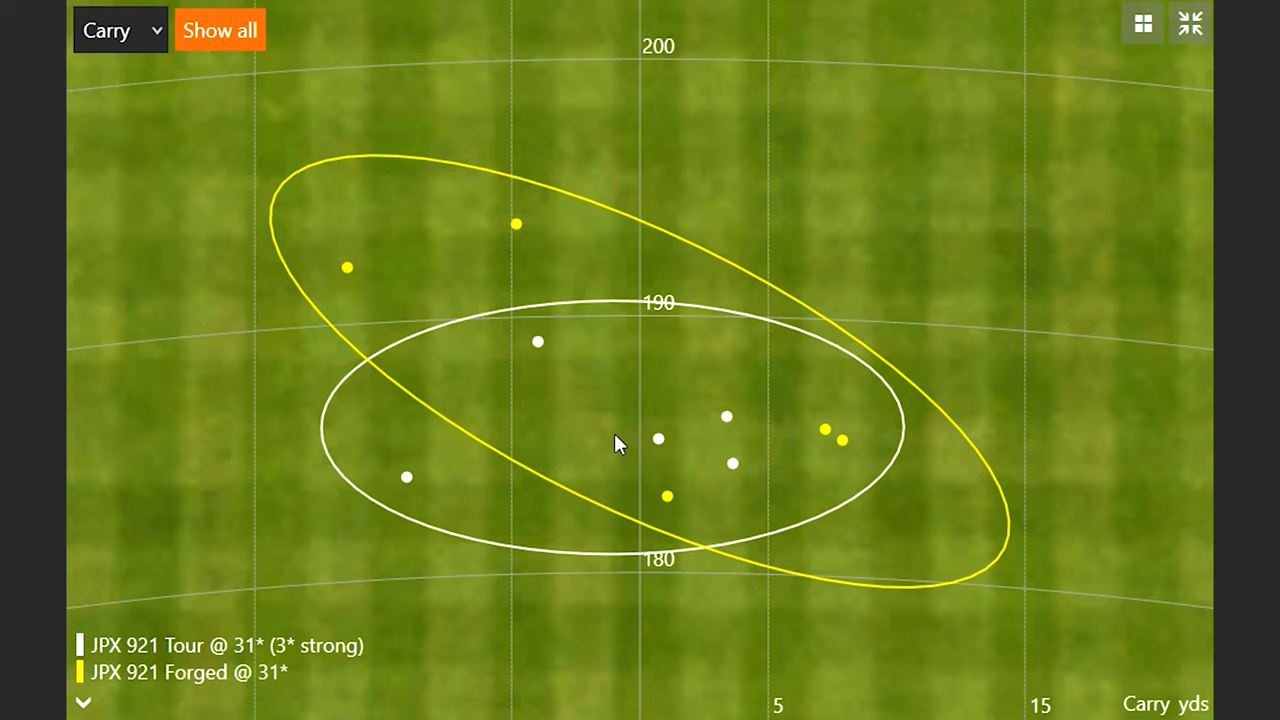 Carry Show all
200
190
180
JPX 921 Tour @ 31* (3* strong)
JPX 921 Forged @ 31*
5 15 Carry yds